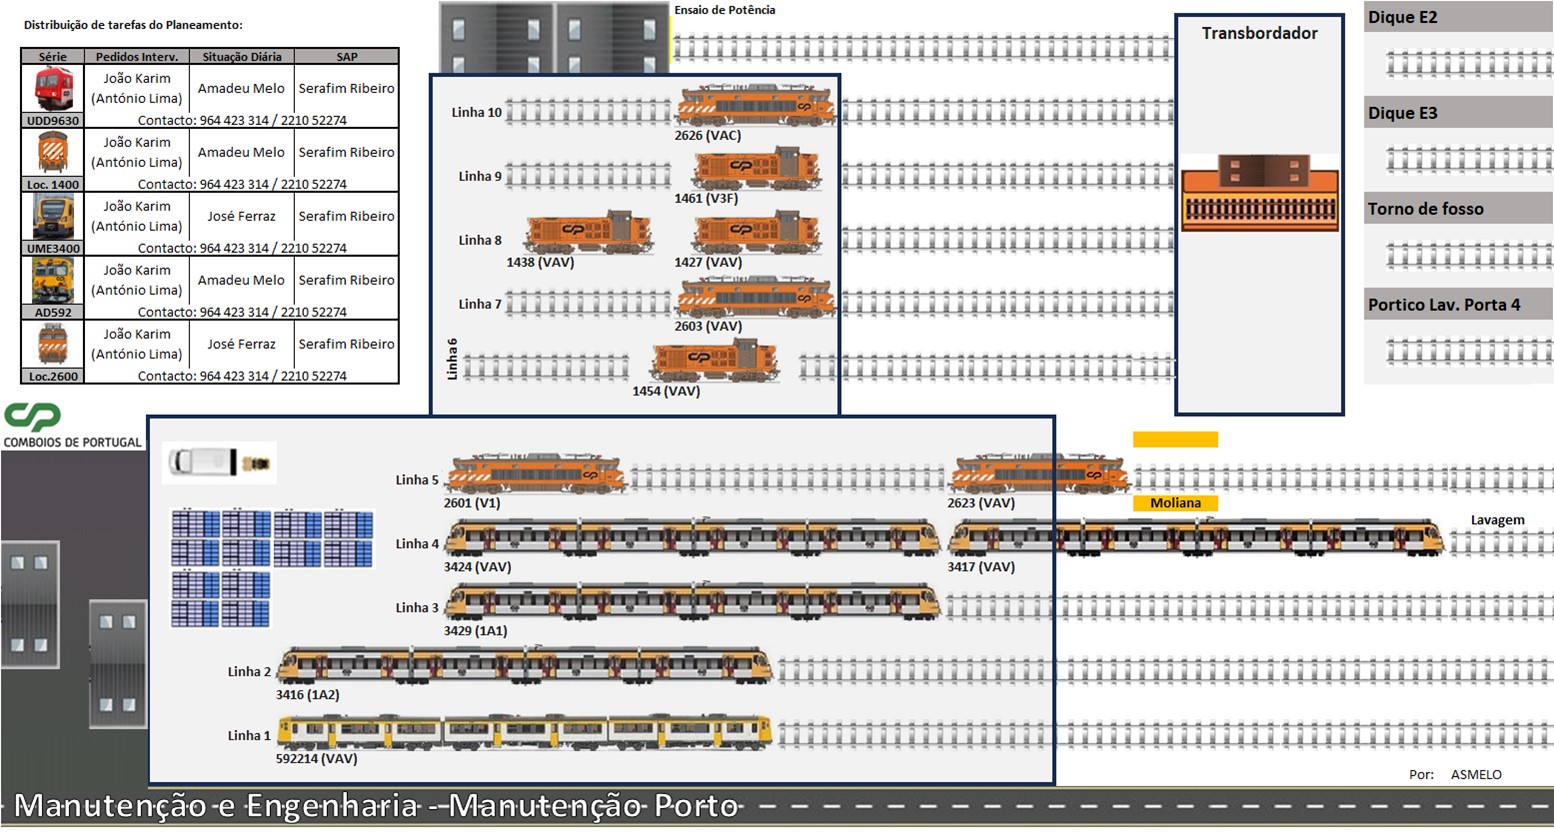 Distribuição de tarefas do Planeamento:
Série Pedidos Interv. Situação Diária SAP
João Karim
(António Lima) Amadeu Melo Serafim Ribeiro
UDD9630 Contacto: 964 423 314 / 2210 52274
João Karim
(António Lima) Amadeu Melo Serafim Ribeiro
Loc. 1400 Contacto: 964 423 314 / 2210 52274
João Karim
(António Lima) José Ferraz Serafim Ribeiro
UME3400 Contacto: 964 423 314 / 2210 52274
João Karim
(António Lima) Amadeu Melo Serafim Ribeiro
AD592 Contacto: 964 423 314 / 2210 52274
João Karim
(António Lima) José Ferraz Serafim Ribeiro
Loc.2600 Contacto: 964 423 314 / 2210 52274
CP
COMBOIOS DE PORTUGAL
Ensaio de Potência
Linha 10
2626 (VAC)
Linha 9
1461 (V3F)
Linha 8
1438 (VAV) 1427 (VAV)
Linha 7
2603 (VAV)
Linha 6
1454 (VAV)
Transbordador
Dique E2
Dique E3
Torno de fosso
Portico Lav. Porta 4
Linha 5
2601 (V1) 2623 (VAV)
Moliana
Lavagem
Linha 4
3424 (VAV) 3417 (VAV)
Linha 3
3429 (1A1)
Linha 2
3416 (1A2)
Linha 1
592214 (VAV)
Por: ASMELO
Manutenção e Engenharia - Manutenção Porto